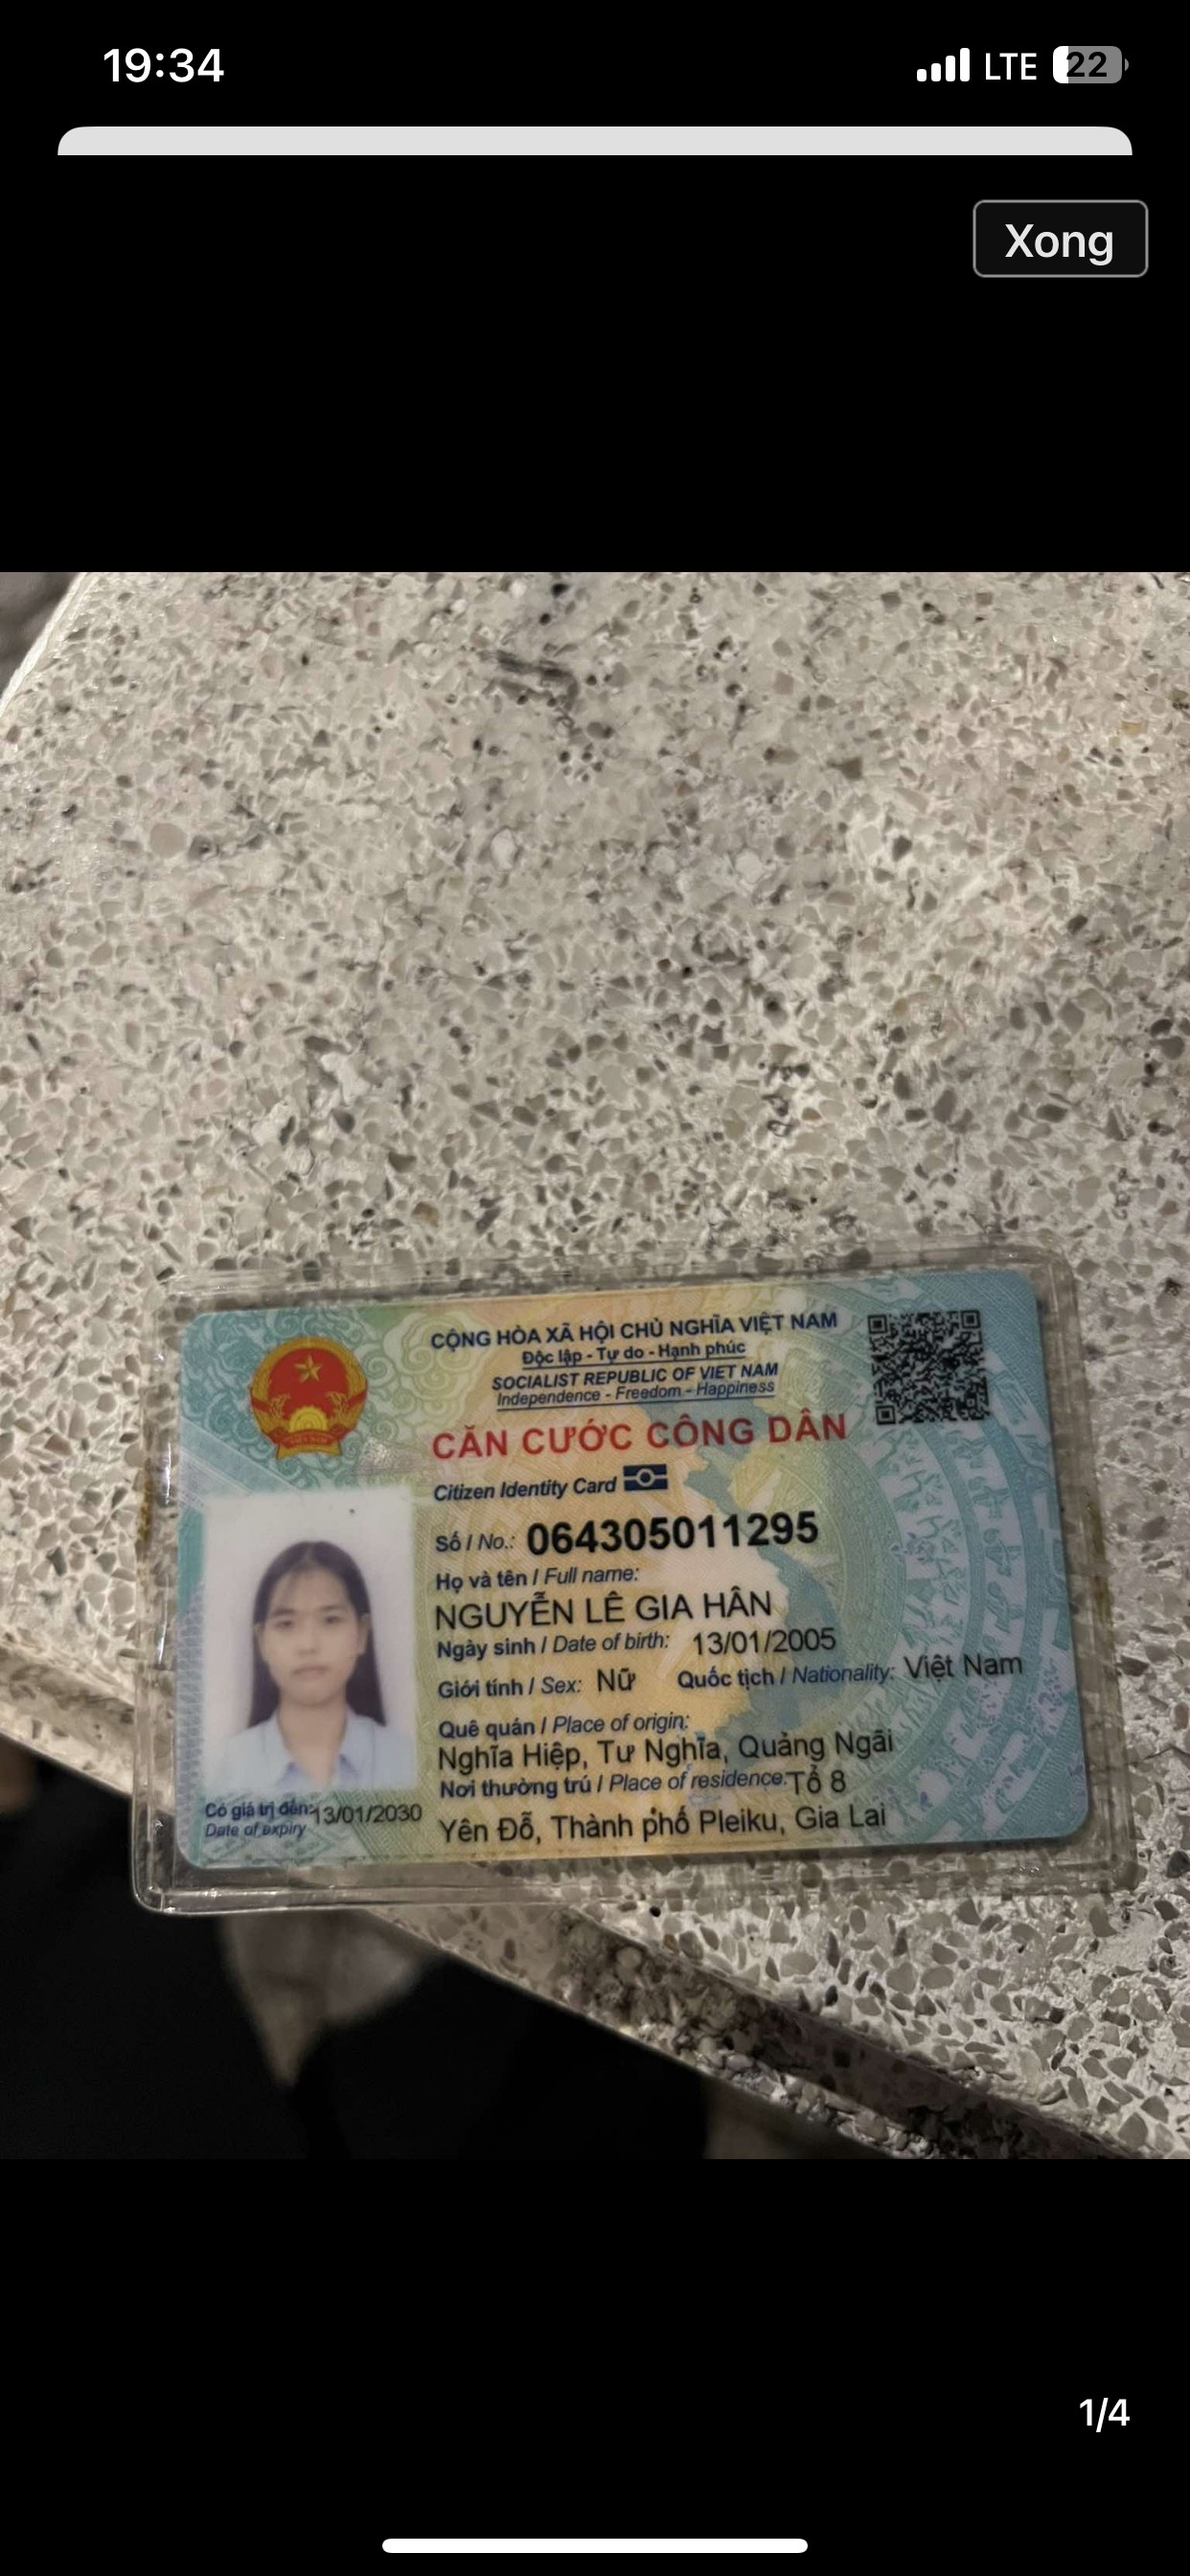 19:34
LTE 22
Xong
CỘNG HÒA XÃ HỘI CHỦ NGHĨA VIỆT NAM
Độc lập - Tự do - Hạnh phúc
SOCIALIST REPUBLIC OF VIET NAM
Independence - Freedom - Happiness
CĂN CƯỚC CÔNG DÂN
Citizen Identity Card
Số / No.: 064305011295
Họ và tên / Full name:
NGUYỄN LÊ GIA HÂN
Ngày sinh / Date of birth: 13/01/2005
Giới tính / Sex: Nữ Quốc tịch / Nationality: Việt Nam
Quê quán / Place of origin:
Nghĩa Hiệp, Tư Nghĩa, Quảng Ngãi
Nơi thường trú / Place of residence: Tổ 8
Yên Đỗ, Thành phố Pleiku, Gia Lai
Có giá trị đến: 13/01/2030
Date of expiry
1/4